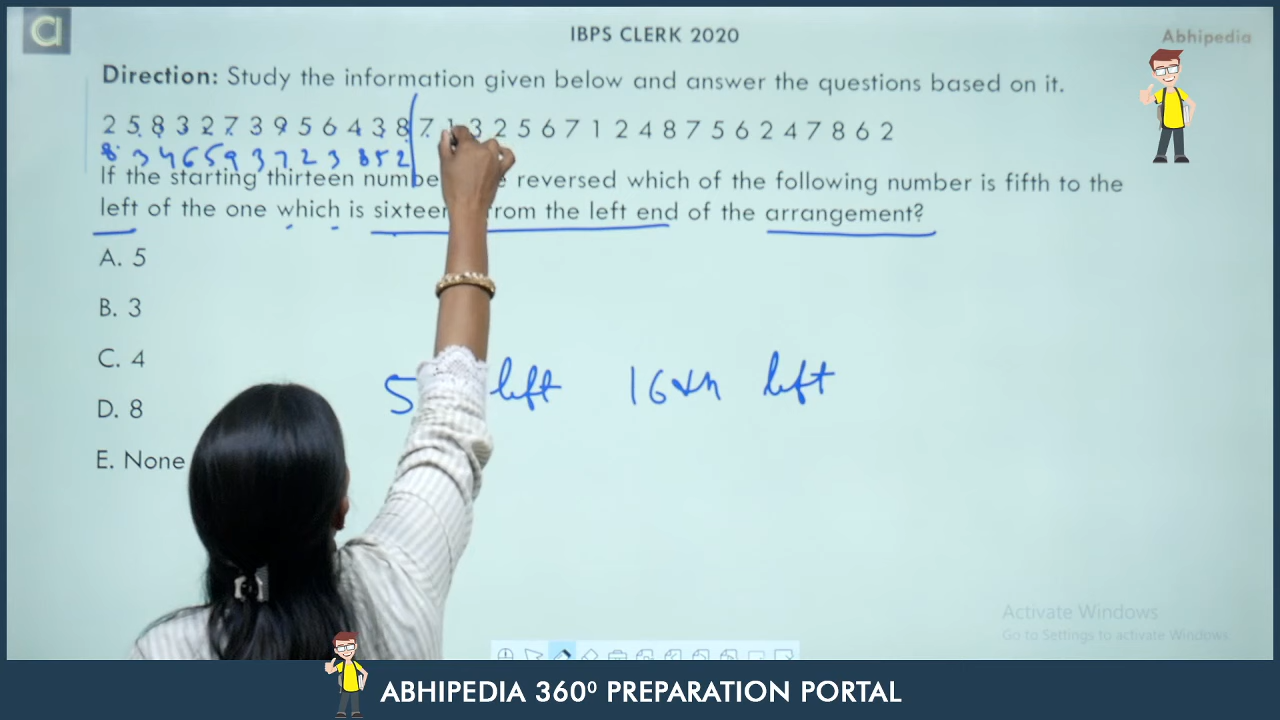 IBPS CLERK 2020
Abhipedia
Direction: Study the information given below and answer the questions based on it.
2 5 8 3 2 7 3 9 5 6 4 3 8 7 1 3 2 5 6 7 1 2 4 8 7 5 6 2 4 7 8 6 2
8 3 4 6 5 9 3 7 2 3 8 5 2
If the starting thirteen reversed which of the following number is fifth to the
left of the one which is from the left end of the arrangement?
A. 5
B. 3
C. 4
D. 8
E. None
5 left 16th left
Activate Windows
Go to Settings to activate Windows.
ABHIPEDIA 360° PREPARATION PORTAL